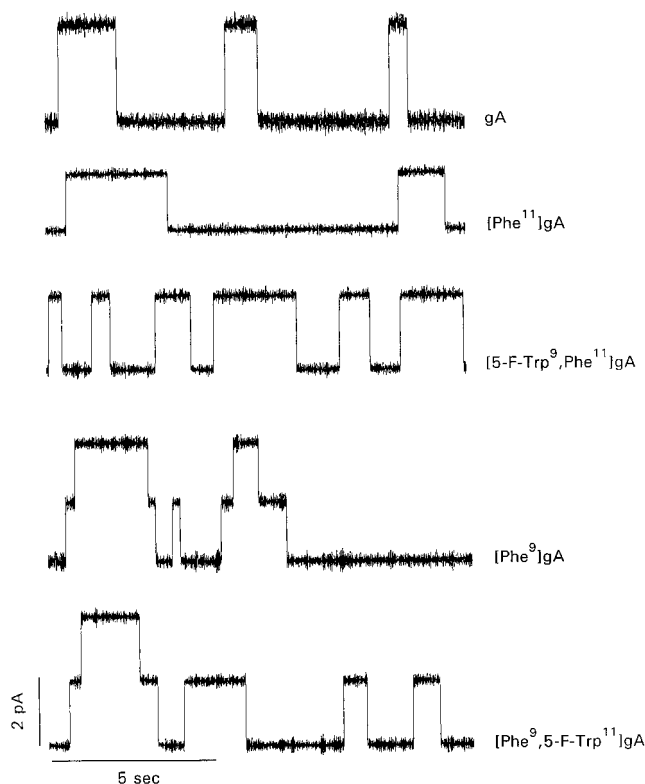 gA
[Phe¹¹]gA
[5-F-Trp⁹,Phe¹¹]gA
[Phe⁹]gA
[Phe⁹,5-F-Trp¹¹]gA
2 pA
5 sec